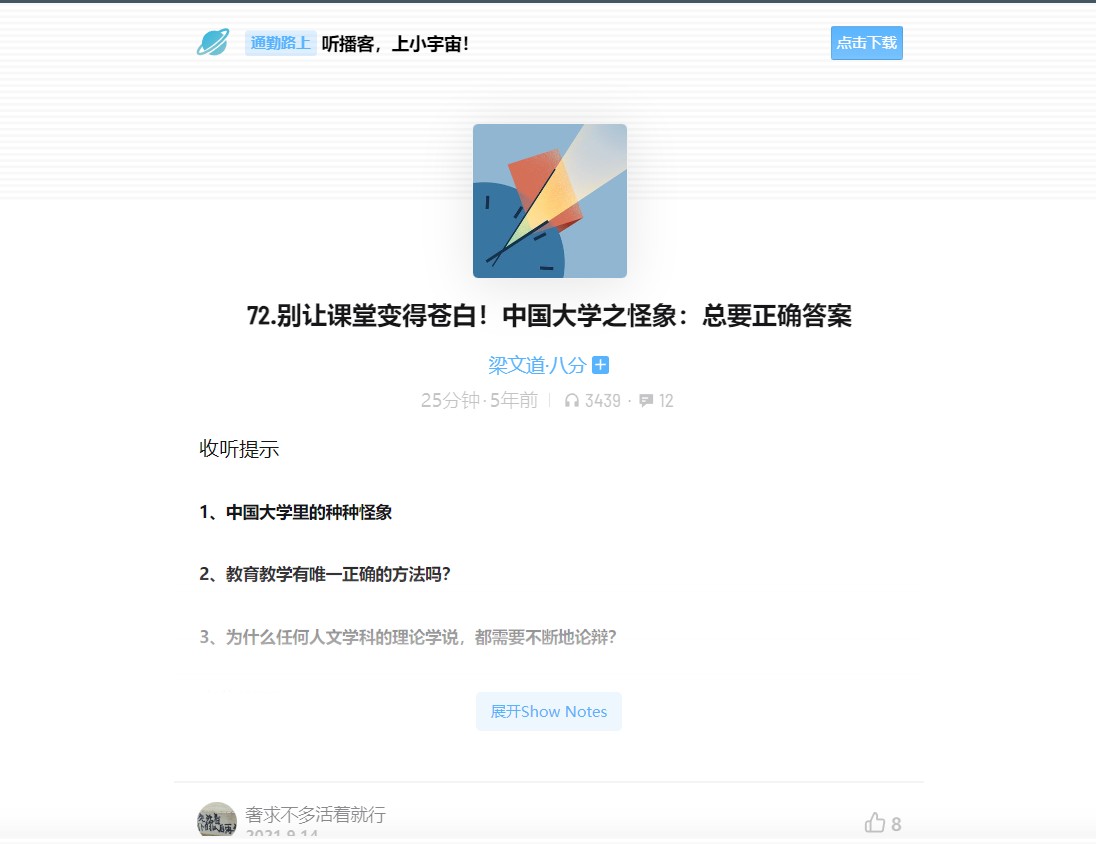 通勤路上 听播客，上小宇宙！
点击下载
72.别让课堂变得苍白！中国大学之怪象：总要正确答案
梁文道·八分
25分钟·5年前 3439 · 12
收听提示
1、中国大学里的种种怪象
2、教育教学有唯一正确的方法吗？
3、为什么任何人文学科的理论学说，都需要不断地论辩？
展开Show Notes
奢求不多活着就行
8
2021.9.14